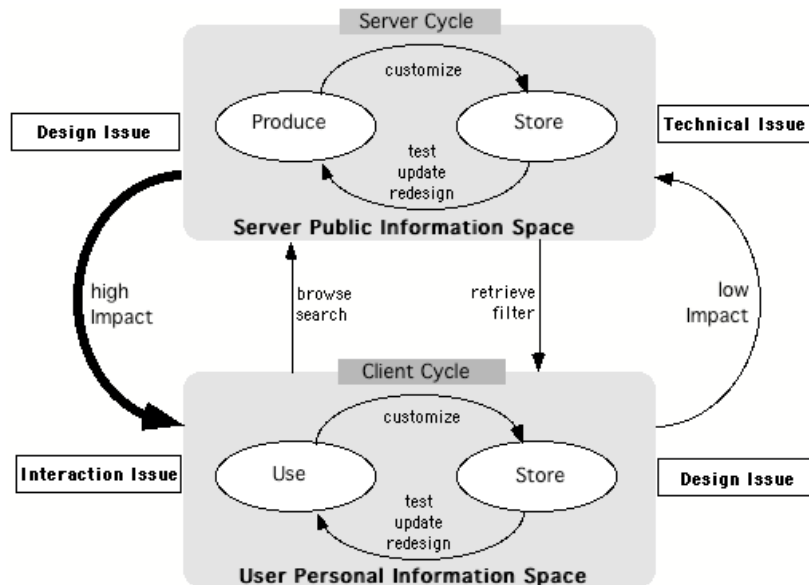 Server Cycle
customize
Produce
Store
Design Issue
Technical Issue
test
update
redesign
Server Public Information Space
high
Impact
browse
search
retrieve
filter
low
Impact
Client Cycle
customize
Use
Store
Interaction Issue
Design Issue
test
update
redesign
User Personal Information Space